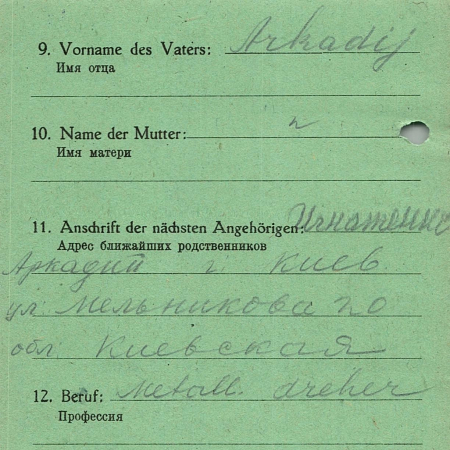 9. Vorname des Vaters: Arkadij
Имя отца
10. Name der Mutter:
Имя матери
11. Anschrift der nächsten Angehörigen: Игнатенко
Адрес ближайших родственников
Аркадий г. Киев
ул. Мельникова 20
обл. Киевская
12. Beruf: Metall. dreher
Профессия